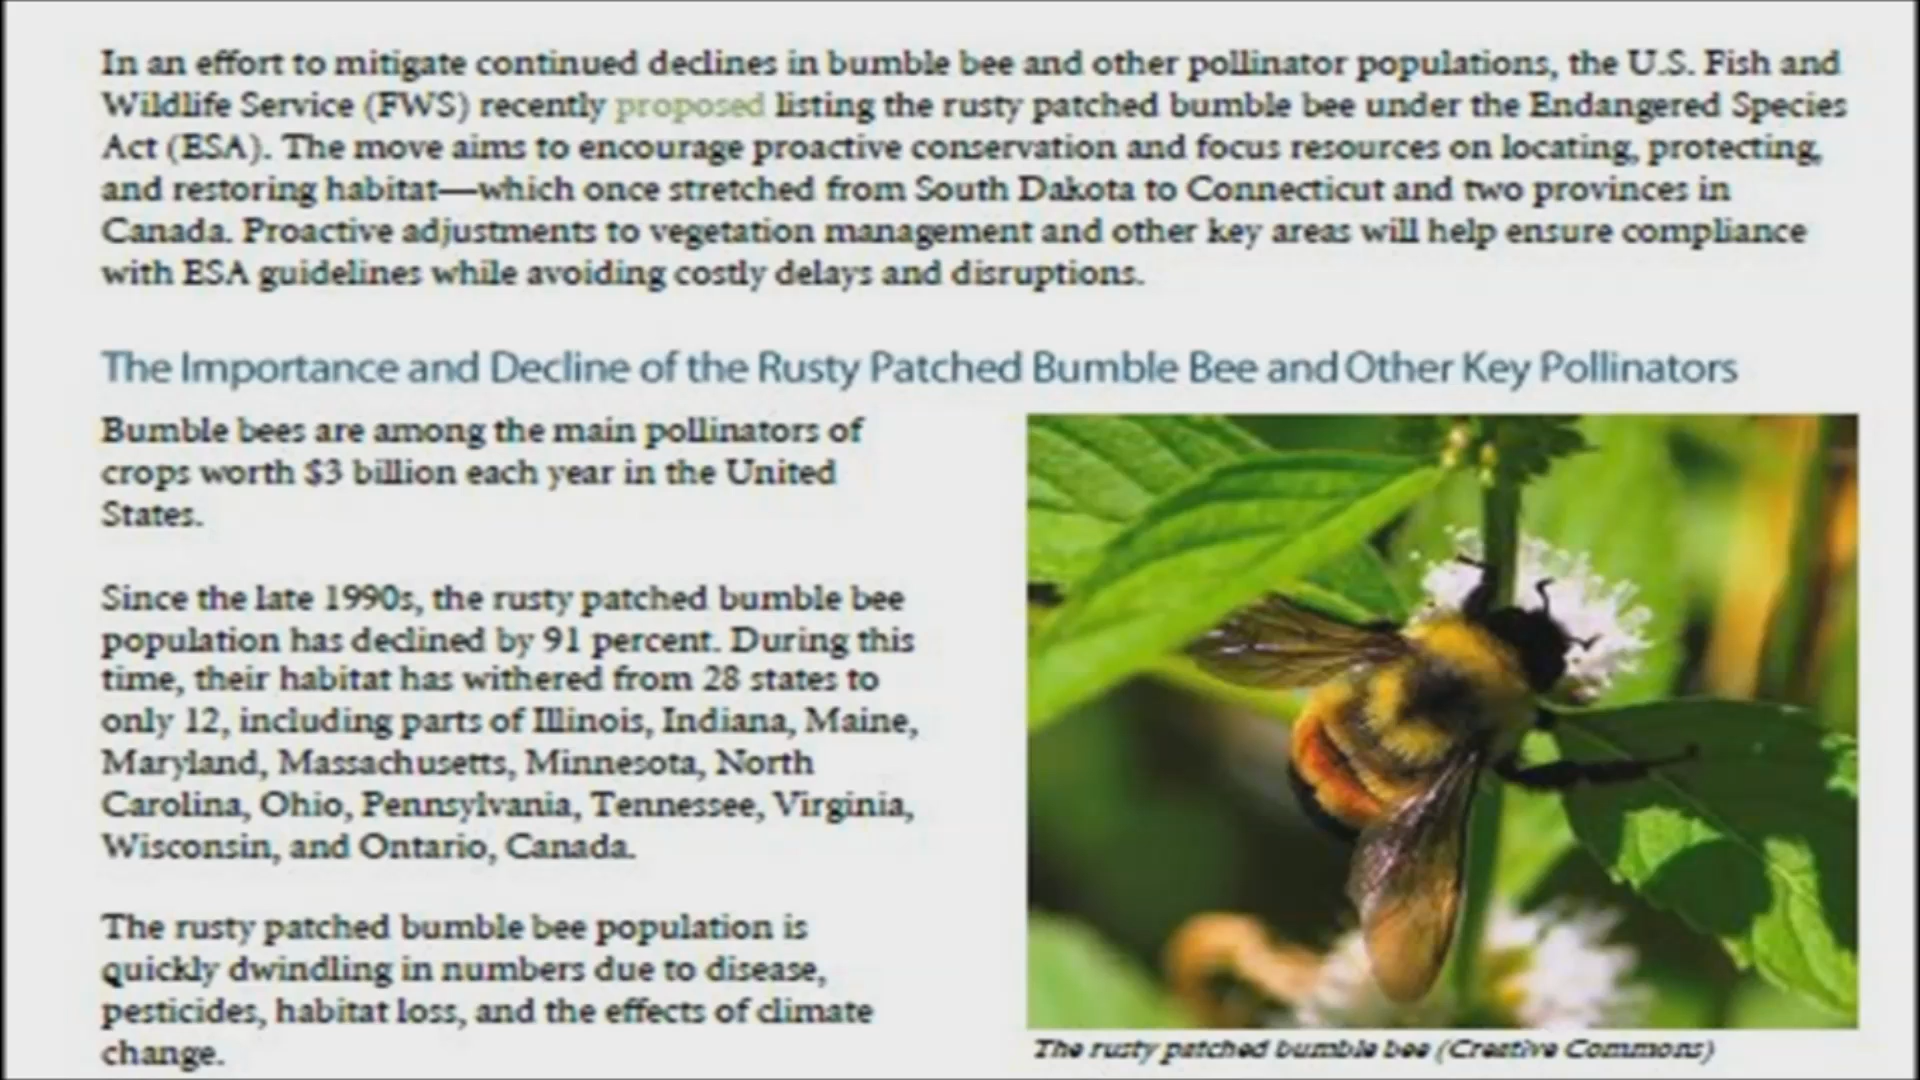 In an effort to mitigate continued declines in bumble bee and other pollinator populations, the U.S. Fish and
Wildlife Service (FWS) recently proposed listing the rusty patched bumble bee under the Endangered Species
Act (ESA). The move aims to encourage proactive conservation and focus resources on locating, protecting,
and restoring habitat—which once stretched from South Dakota to Connecticut and two provinces in
Canada. Proactive adjustments to vegetation management and other key areas will help ensure compliance
with ESA guidelines while avoiding costly delays and disruptions.
The Importance and Decline of the Rusty Patched Bumble Bee and Other Key Pollinators
Bumble bees are among the main pollinators of
crops worth $3 billion each year in the United
States.
Since the late 1990s, the rusty patched bumble bee
population has declined by 91 percent. During this
time, their habitat has withered from 28 states to
only 12, including parts of Illinois, Indiana, Maine,
Maryland, Massachusetts, Minnesota, North
Carolina, Ohio, Pennsylvania, Tennessee, Virginia,
Wisconsin, and Ontario, Canada.
The rusty patched bumble bee population is
quickly dwindling in numbers due to disease,
pesticides, habitat loss, and the effects of climate
change.
The rusty patched bumble bee (Creative Commons)